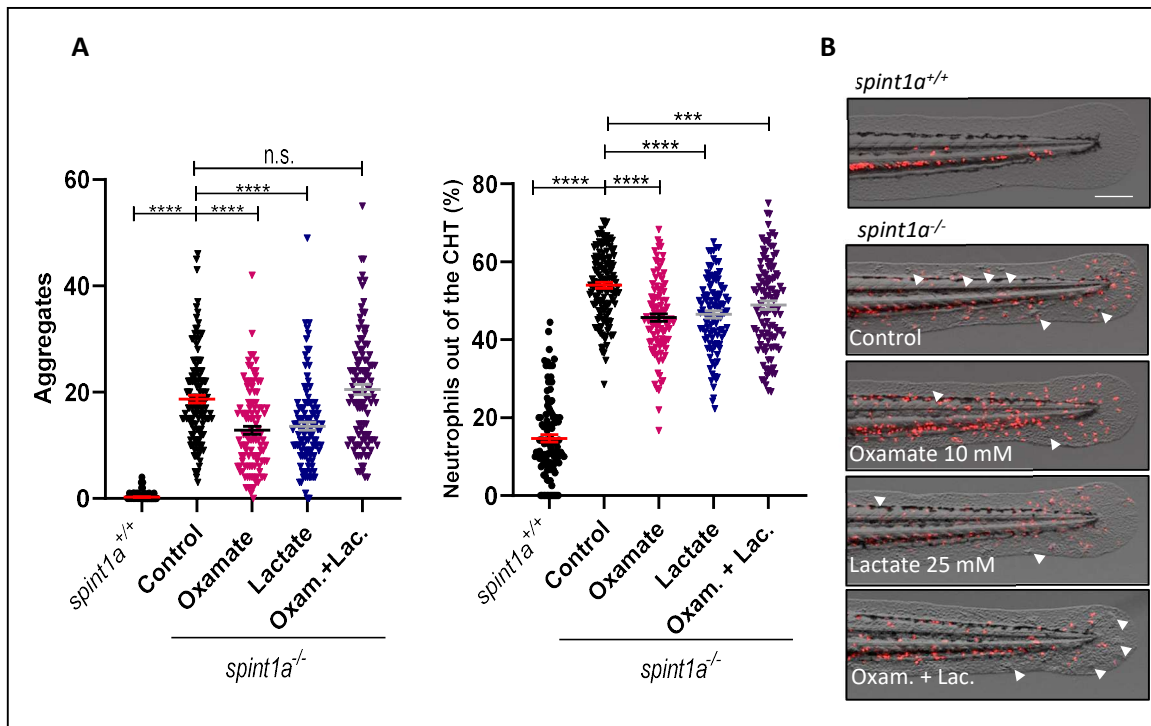 A
B
Aggregates
60
40
20
0
n.s.
****
**** ****
spint1a +/+
Control
Oxamate
Lactate
Oxam.+Lac.
spint1a-/-
Neutrophils out of the CHT (%)
80
60
40
20
0
***
****
**** ****
spint1a +/+
Control
Oxamate
Lactate
Oxam. + Lac.
spint1a-/-
spint1a+/+
spint1a-/-
Control
Oxamate 10 mM
Lactate 25 mM
Oxam. + Lac.